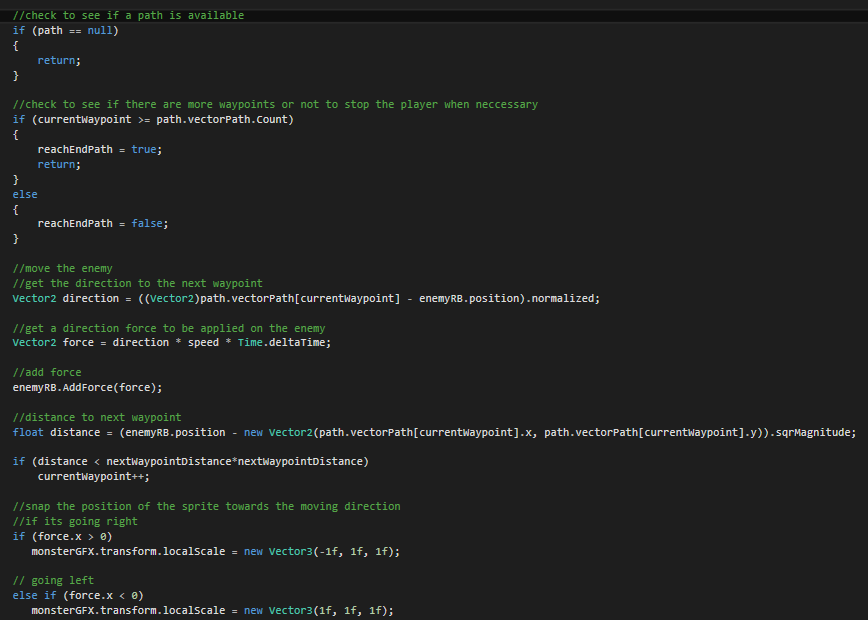 //check to see if a path is available
if (path == null)
{
    return;
}

//check to see if there are more waypoints or not to stop the player when neccessary
if (currentWaypoint >= path.vectorPath.Count)
{
    reachEndPath = true;
    return;
}
else
{
    reachEndPath = false;
}

//move the enemy
//get the direction to the next waypoint
Vector2 direction = ((Vector2)path.vectorPath[currentWaypoint] - enemyRB.position).normalized;

//get a direction force to be applied on the enemy
Vector2 force = direction * speed * Time.deltaTime;

//add force
enemyRB.AddForce(force);

//distance to next waypoint
float distance = (enemyRB.position - new Vector2(path.vectorPath[currentWaypoint].x, path.vectorPath[currentWaypoint].y)).sqrMagnitude;

if (distance < nextWaypointDistance*nextWaypointDistance)
    currentWaypoint++;

//snap the position of the sprite towards the moving direction
//if its going right
if (force.x > 0)
   monsterGFX.transform.localScale = new Vector3(-1f, 1f, 1f);

// going left
else if (force.x < 0)
   monsterGFX.transform.localScale = new Vector3(1f, 1f, 1f);